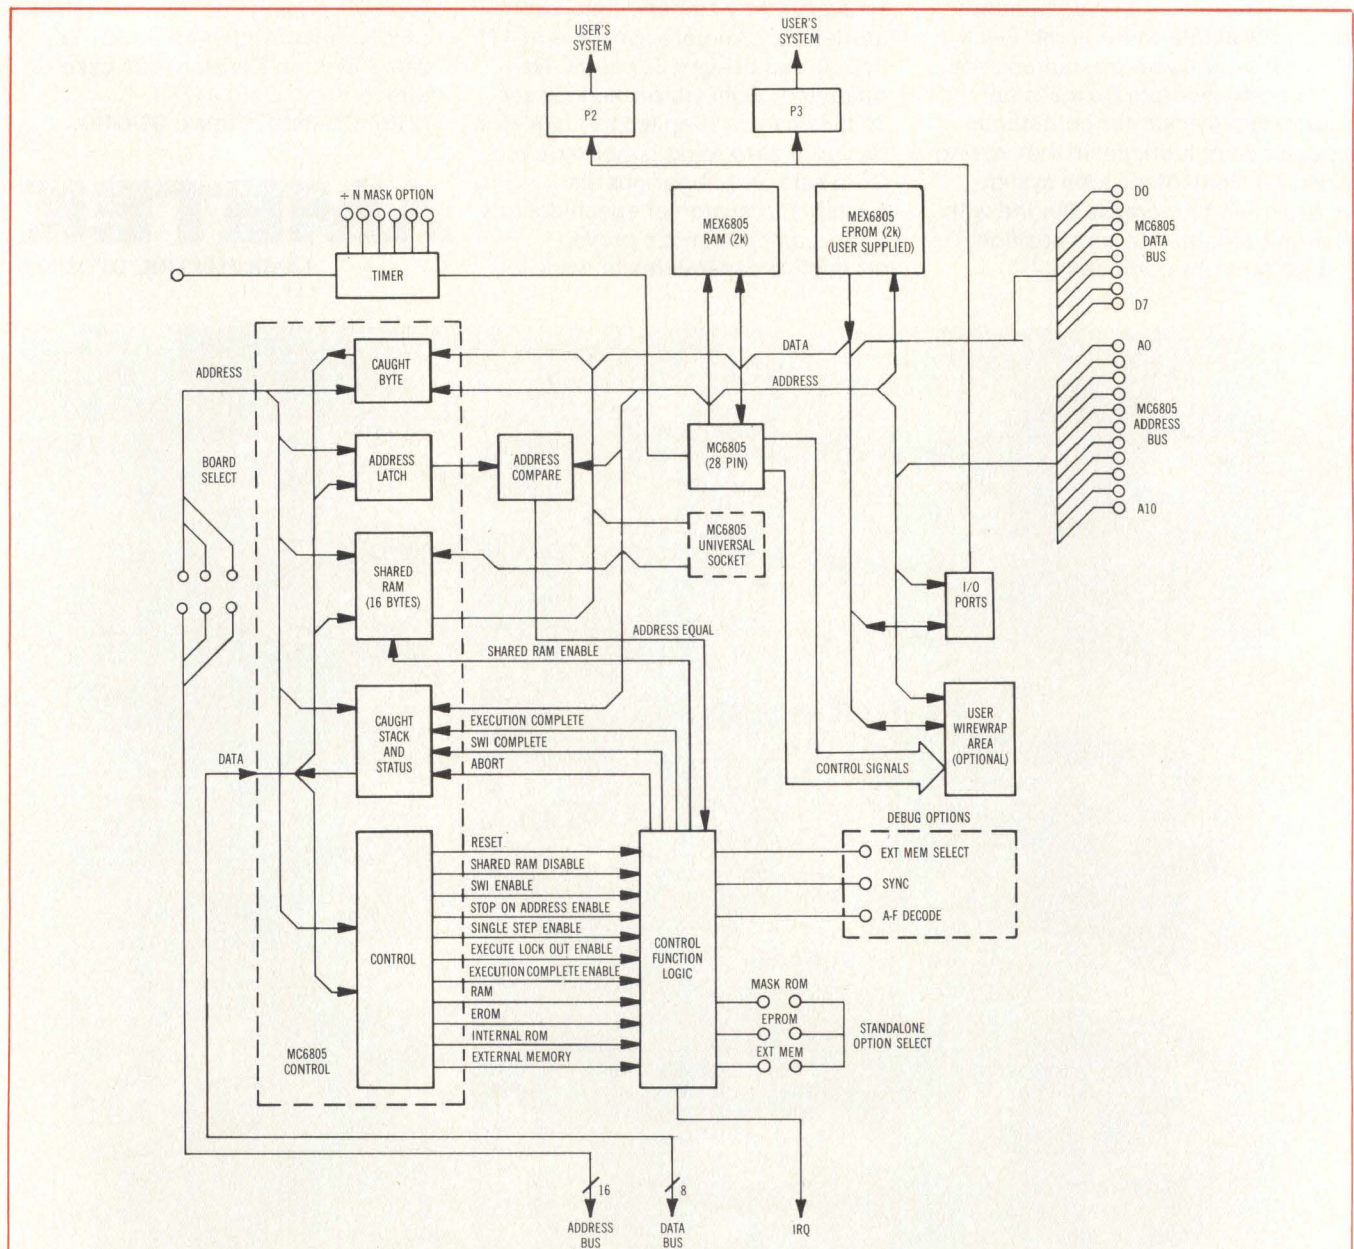 USER'S
SYSTEM
USER'S
SYSTEM
P2
P3
÷ N MASK OPTION
TIMER
MEX6805
RAM (2k)
MEX6805
EPROM (2k)
(USER SUPPLIED)
D0
MC6805
DATA
BUS
D7
A0
MC6805
ADDRESS
BUS
A10
ADDRESS
CAUGHT
BYTE
DATA
ADDRESS
BOARD
SELECT
ADDRESS
LATCH
ADDRESS
COMPARE
MC6805
(28 PIN)
SHARED
RAM
(16 BYTES)
MC6805
UNIVERSAL
SOCKET
I/O
PORTS
ADDRESS EQUAL
SHARED RAM ENABLE
CAUGHT
STACK
AND
STATUS
EXECUTION COMPLETE
SWI COMPLETE
ABORT
DATA
CONTROL SIGNALS
USER
WIREWRAP
AREA
(OPTIONAL)
DEBUG OPTIONS
EXT MEM SELECT
SYNC
A-F DECODE
CONTROL
RESET
SHARED RAM DISABLE
SWI ENABLE
STOP ON ADDRESS ENABLE
SINGLE STEP ENABLE
EXECUTE LOCK OUT ENABLE
EXECUTION COMPLETE ENABLE
RAM
EROM
INTERNAL ROM
EXTERNAL MEMORY
CONTROL
FUNCTION
LOGIC
MASK ROM
EPROM
EXT MEM
STANDALONE
OPTION SELECT
MC6805
CONTROL
16
8
ADDRESS
BUS
DATA
BUS
IRQ